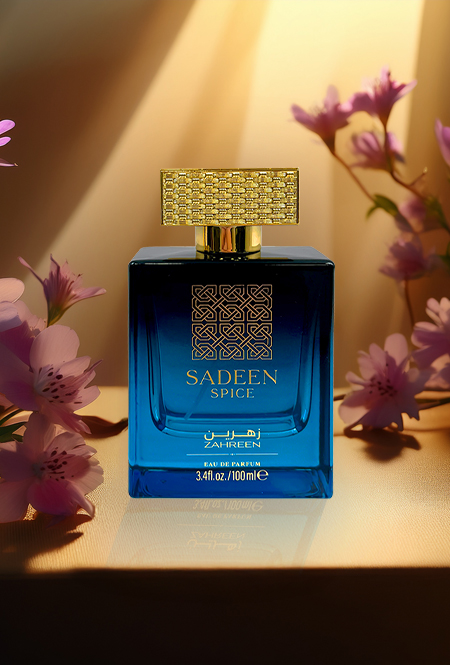 SADEEN
SPICE
زهرين
ZAHREEN
EAU DE PARFUM
3.4fl.oz./100ml℮